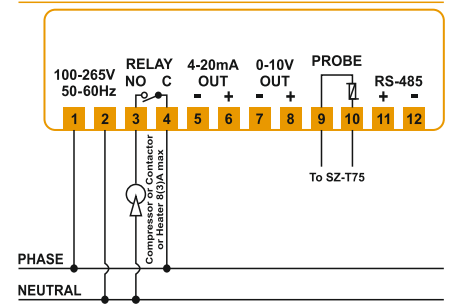 100-265V
50-60Hz
RELAY
NO C
4-20mA
OUT
- +
0-10V
OUT
- +
PROBE
RS-485
+ -
1 2 3 4 5 6 7 8 9 10 11 12
Compressor or Contactor
or Heater 8(3)A max
To SZ-T75
PHASE
NEUTRAL